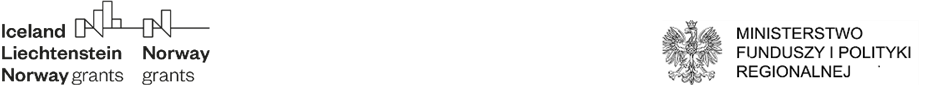 Iceland
Liechtenstein
Norway grants
Norway
grants
MINISTERSTWO
FUNDUSZY I POLITYKI
REGIONALNEJ